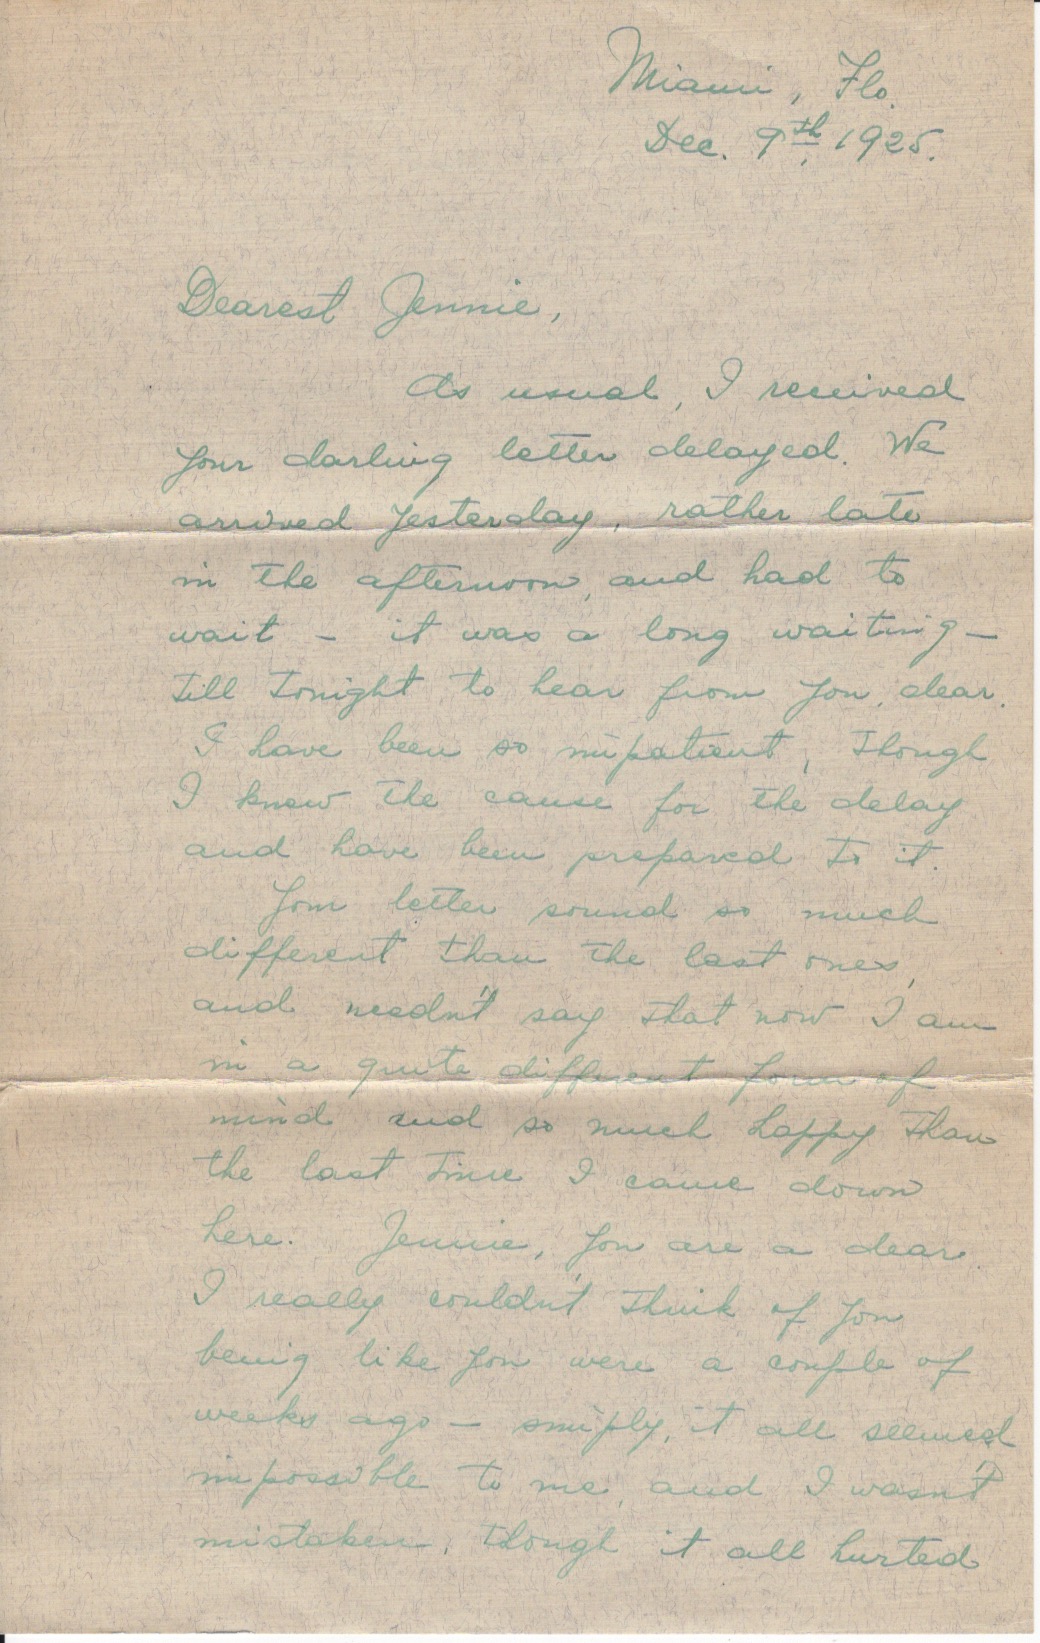 Miami, Flo.
Dec. 9th, 1925.
Dearest Jennie,
As usual, I received
your darling letter delayed. We
arrived yesterday, rather late
in the afternoon, and had to
wait – it was a long waiting –
till tonight to hear from you, dear.
I have been so impatient, though
I knew the cause for the delay
and have been prepared to it.
Your letter sound so much
different than the last ones,
and needn't say that now I am
in a quite different form of
mind and so much happy than
the last time I came down
here. Jennie, you are a dear.
I really couldn't think of you
being like you were a couple of
weeks ago – simply, it all seemed
impossible to me, and I wasn't
mistaken, though it all hurted